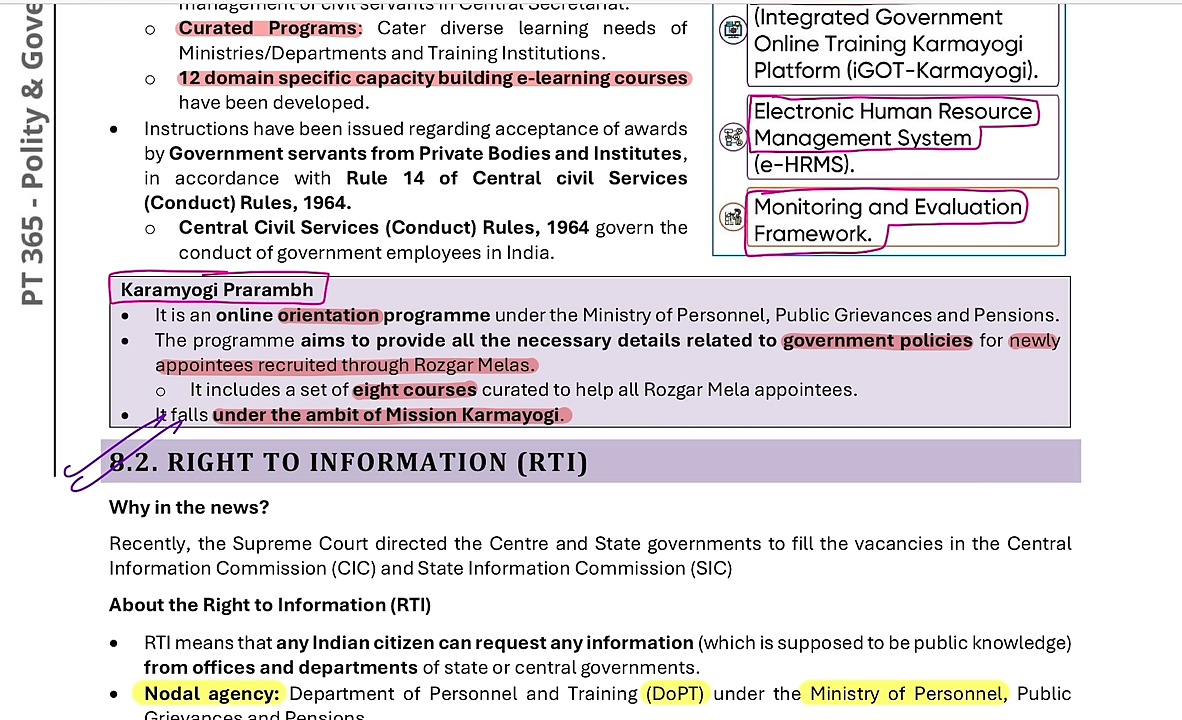 PT 365 - Polity & Gove
management of civil servants in Central Secretariat.
o Curated Programs: Cater diverse learning needs of
Ministries/Departments and Training Institutions.
o 12 domain specific capacity building e-learning courses
have been developed.
• Instructions have been issued regarding acceptance of awards
by Government servants from Private Bodies and Institutes,
in accordance with Rule 14 of Central civil Services
(Conduct) Rules, 1964.
o Central Civil Services (Conduct) Rules, 1964 govern the
conduct of government employees in India.
(Integrated Government
Online Training Karmayogi
Platform (iGOT-Karmayogi).
Electronic Human Resource
Management System
(e-HRMS).
Monitoring and Evaluation
Framework.
Karamyogi Prarambh
• It is an online orientation programme under the Ministry of Personnel, Public Grievances and Pensions.
• The programme aims to provide all the necessary details related to government policies for newly
appointees recruited through Rozgar Melas.
o It includes a set of eight courses curated to help all Rozgar Mela appointees.
• It falls under the ambit of Mission Karmayogi.
8.2. RIGHT TO INFORMATION (RTI)
Why in the news?
Recently, the Supreme Court directed the Centre and State governments to fill the vacancies in the Central
Information Commission (CIC) and State Information Commission (SIC)
About the Right to Information (RTI)
• RTI means that any Indian citizen can request any information (which is supposed to be public knowledge)
from offices and departments of state or central governments.
• Nodal agency: Department of Personnel and Training (DoPT) under the Ministry of Personnel, Public
Grievances and Pensions.